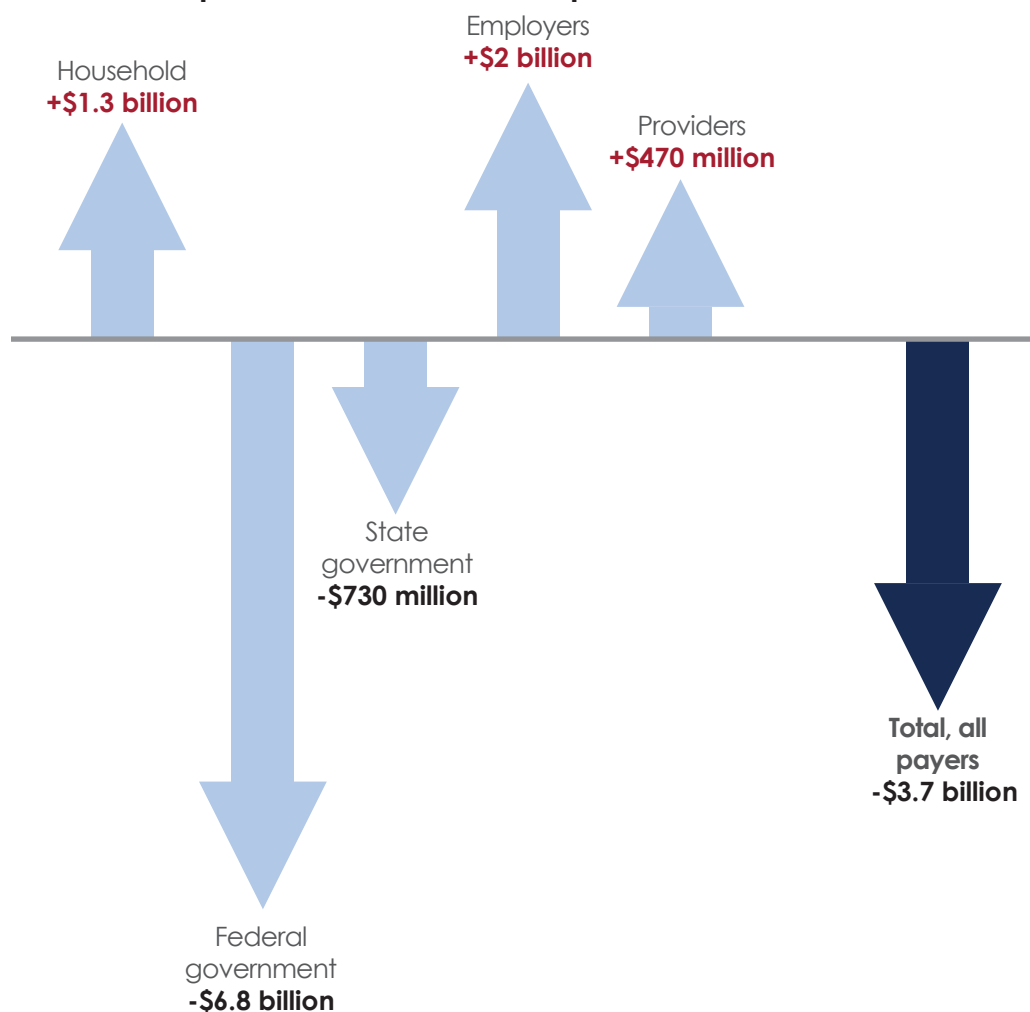 Employers
+$2 billion
Household
+$1.3 billion
Providers
+$470 million
State
government
-$730 million
Total, all
payers
-$3.7 billion
Federal
government
-$6.8 billion